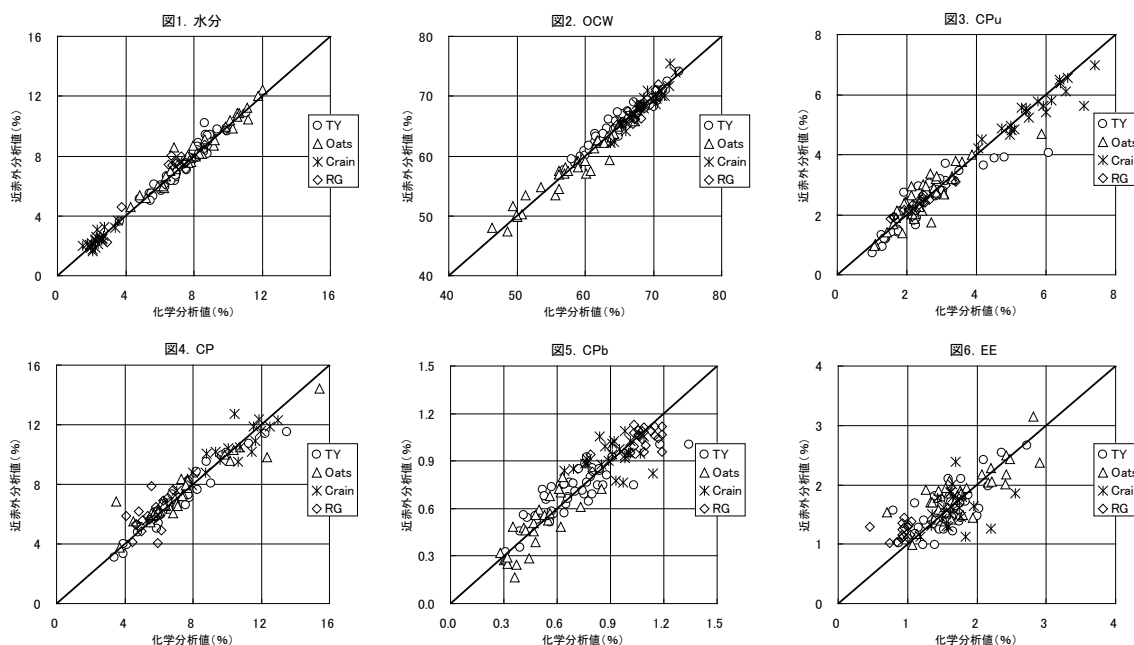 図1. 水分
近赤外分析値(%)
16
12
8
4
0
0 4 8 12 16
化学分析値(%)
TY
Oats
Crain
RG
図2. OCW
近赤外分析値(%)
80
70
60
50
40
40 50 60 70 80
化学分析値(%)
TY
Oats
Crain
RG
図3. CPu
近赤外分析値(%)
8
6
4
2
0
0 2 4 6 8
化学分析値(%)
TY
Oats
Crai
RG
図4. CP
近赤外分析値(%)
16
12
8
4
0
0 4 8 12 16
化学分析値(%)
TY
Oats
Crain
RG
図5. CPb
近赤外分析値(%)
1.5
1.2
0.9
0.6
0.3
0.0
0.0 0.3 0.6 0.9 1.2 1.5
化学分析値(%)
TY
Oats
Crain
RG
図6. EE
近赤外分析値(%)
4
3
2
1
0
0 1 2 3 4
化学分析値(%)
TY
Oats
Crai
RG